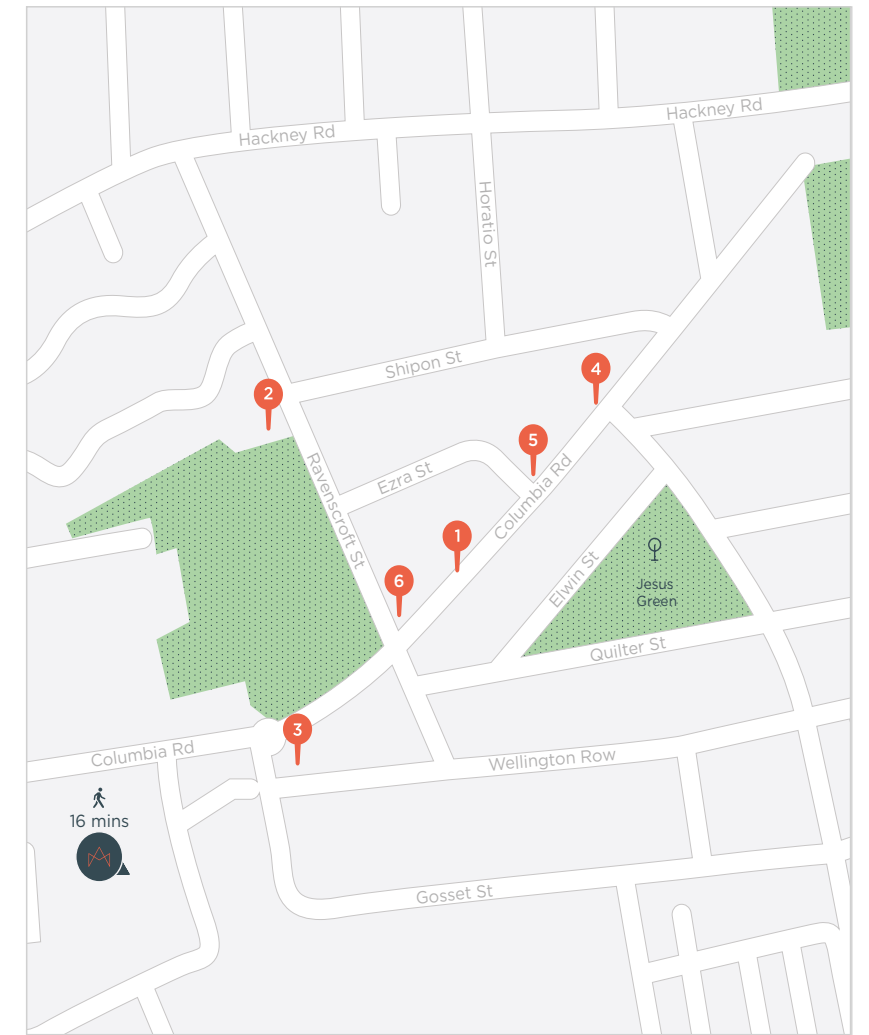 Hackney Rd
Hackney Rd
Horatio St
Shipon St
4
2
5
Ezra St
Columbia Rd
Ravenscroft St
1
6
Elwin St
Jesus
Green
Quilter St
3
Columbia Rd
Wellington Row
16 mins
Gosset St